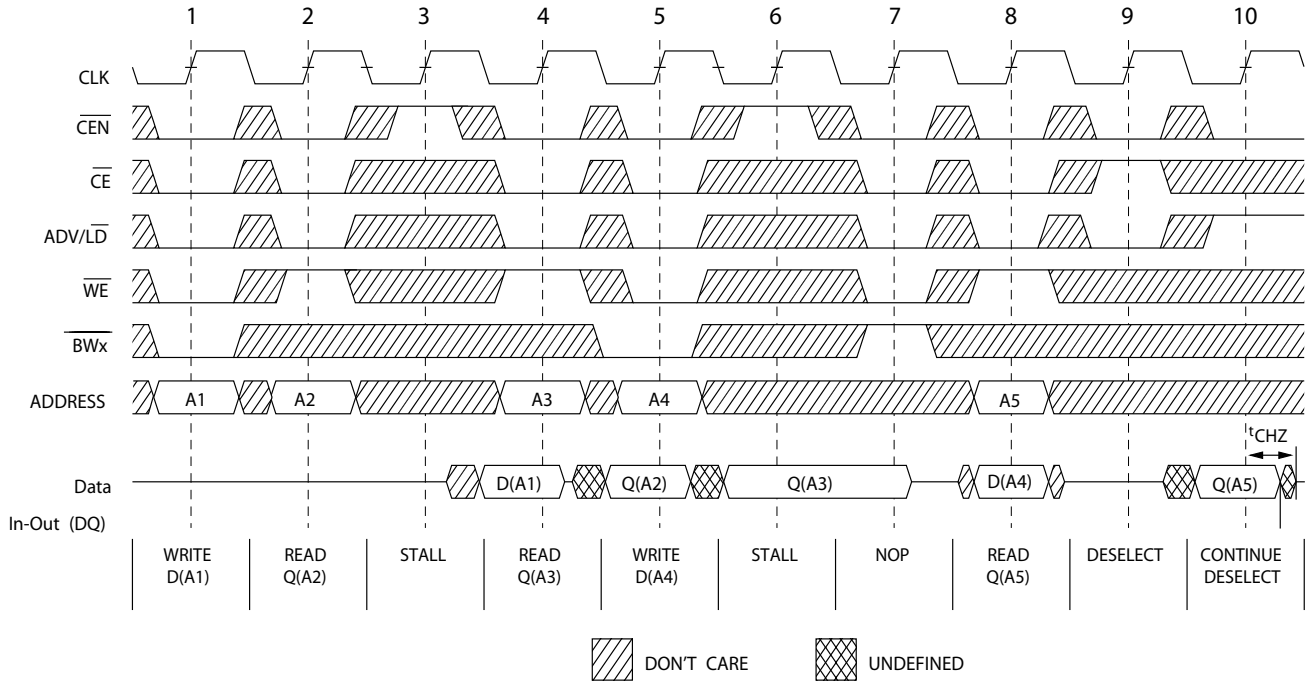 1 2 3 4 5 6 7 8 9 10
CLK
CEN
CE
ADV/LD
WE
BWx
ADDRESS A1 A2 A3 A4 A5
tCHZ
Data D(A1) Q(A2) Q(A3) D(A4) Q(A5)
In-Out (DQ)
WRITE READ STALL READ WRITE STALL NOP READ DESELECT CONTINUE
D(A1) Q(A2) Q(A3) D(A4) Q(A5) DESELECT
DON'T CARE UNDEFINED